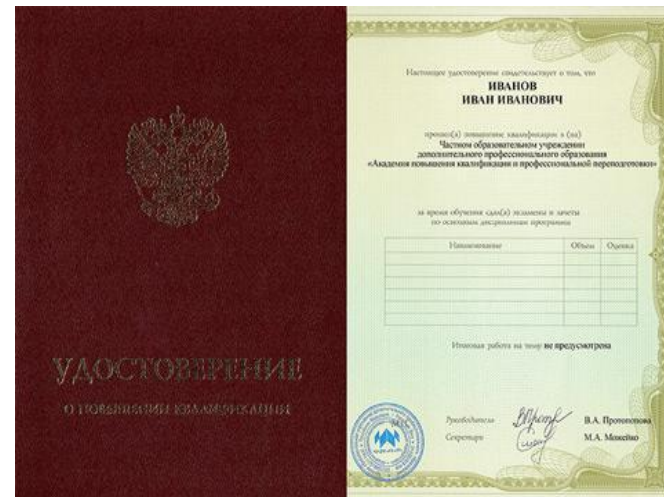 УДОСТОВЕРЕНИЕ
О ПОВЫШЕНИИ КВАЛИФИКАЦИИ
Настоящее удостоверение свидетельствует о том, что
ИВАНОВ
ИВАН ИВАНОВИЧ
прошел(а) повышение квалификации в (на)
Частном образовательном учреждении
дополнительного профессионального образования
«Академия повышения квалификации и профессиональной переподготовки»
за время обучения сдал(а) экзамены и зачеты
по основным дисциплинам программы
Наименование Объем Оценка
Итоговая работа на тему не предусмотрена
М.П.
Руководитель В.А. Протопопова
Секретарь М.А. Можейко